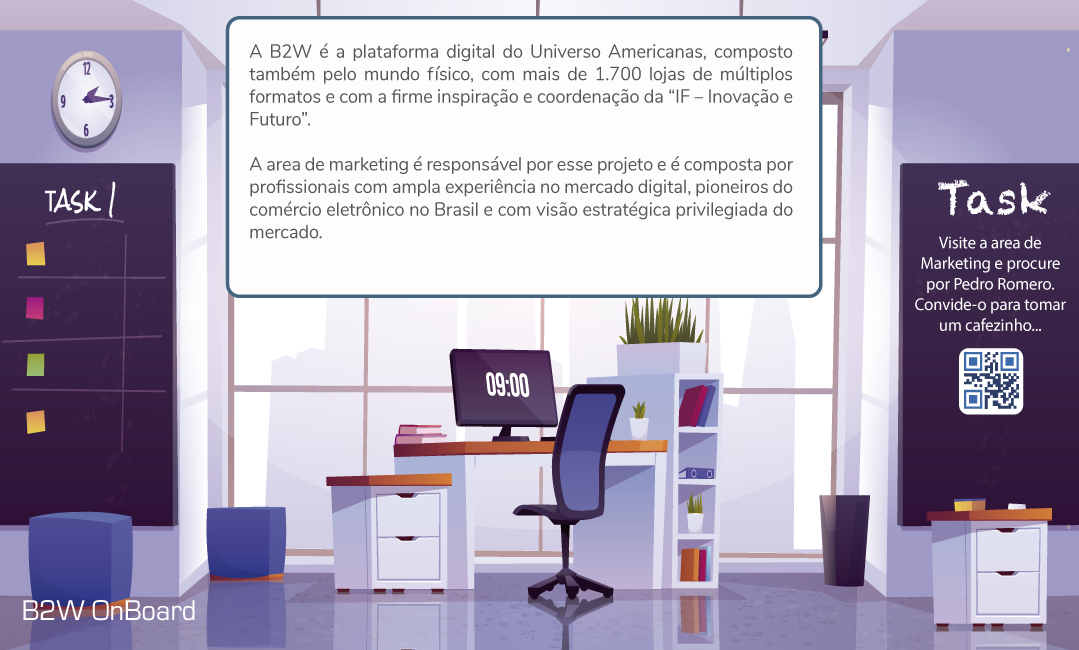 A B2W é a plataforma digital do Universo Americanas, composto
também pelo mundo físico, com mais de 1.700 lojas de múltiplos
formatos e com a firme inspiração e coordenação da “IF – Inovação e
Futuro”.
A area de marketing é responsável por esse projeto e é composta por
profissionais com ampla experiência no mercado digital, pioneiros do
comércio eletrônico no Brasil e com visão estratégica privilegiada do
mercado.
12
9
3
6
TASK
Task
Visite a area de
Marketing e procure
por Pedro Romero.
Convide-o para tomar
um cafezinho...
09:00
B2W OnBoard